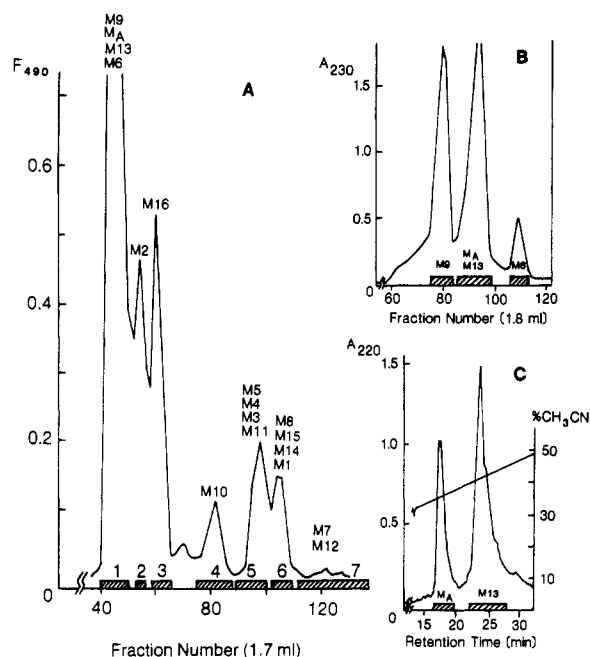 M9
MA
M13
M6
F490
A
0.6
M16
M2
0.4
M5
M4
M3
M11
M8
M15
M14
M1
0.2
M10
M7
M12
1
2
3
4
5
6
7
0
40
80
120
Fraction Number (1.7 ml)
A230
B
1.5
1.0
0.5
M9
MA
M13
M6
0
60
80
100
120
Fraction Number (1.8 ml)
A220
C
1.5
%CH3CN
1.0
50
0.5
30
10
MA
M13
0
15
20
25
30
Retention Time (min)